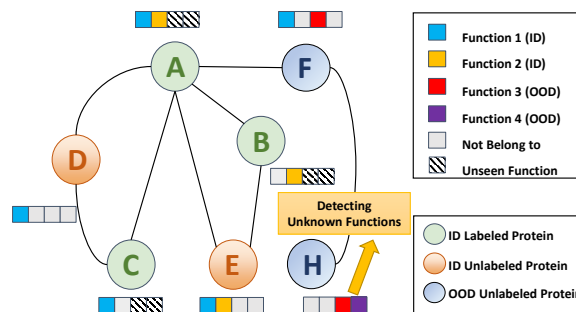 A
F
B
D
C
E
H
Detecting
Unknown Functions
Function 1 (ID)
Function 2 (ID)
Function 3 (OOD)
Function 4 (OOD)
Not Belong to
Unseen Function
ID Labeled Protein
ID Unlabeled Protein
OOD Unlabeled Protein